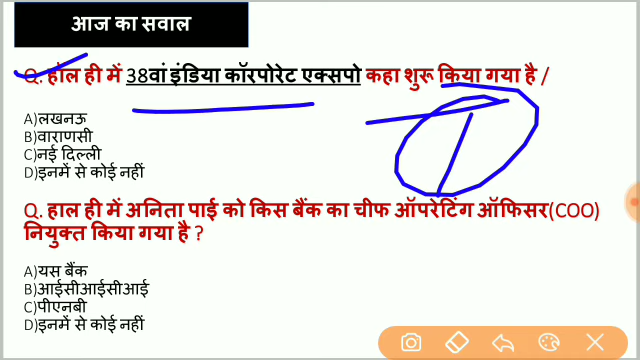 आज का सवाल
Q. हाल ही में 38वां इंडिया कॉरपोरेट एक्सपो कहा शुरू किया गया है /
A)लखनऊ
B)वाराणसी
C)नई दिल्ली
D)इनमें से कोई नहीं
Q. हाल ही में अनिता पाई को किस बैंक का चीफ ऑपरेटिंग ऑफिसर(COO)
नियुक्त किया गया है ?
A)यस बैंक
B)आईसीआईसीआई
C)पीएनबी
D)इनमें से कोई नहीं